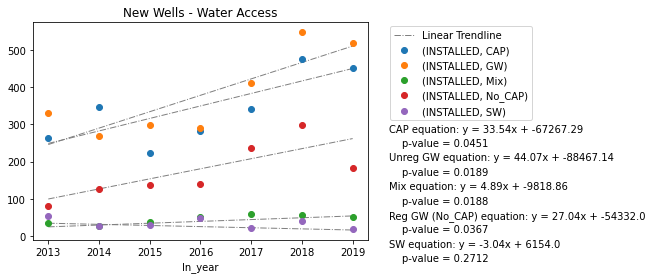 New Wells - Water Access
500
400
300
200
100
0
2013 2014 2015 2016 2017 2018 2019
In_year
Linear Trendline
(INSTALLED, CAP)
(INSTALLED, GW)
(INSTALLED, Mix)
(INSTALLED, No_CAP)
(INSTALLED, SW)
CAP equation: y = 33.54x + -67267.29
p-value = 0.0451
Unreg GW equation: y = 44.07x + -88467.14
p-value = 0.0189
Mix equation: y = 4.89x + -9818.86
p-value = 0.0188
Reg GW (No_CAP) equation: y = 27.04x + -54332.0
p-value = 0.0367
SW equation: y = -3.04x + 6154.0
p-value = 0.2712